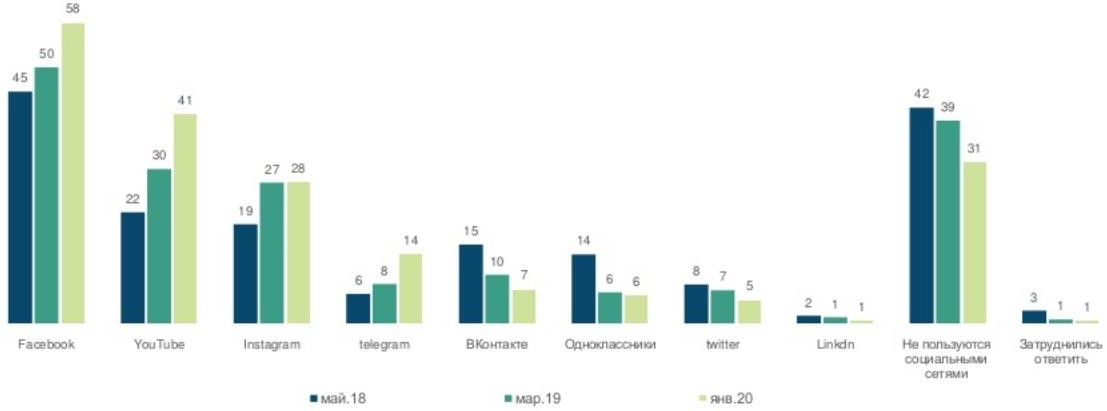 58
50
45
41
30
22
19
27
28
6
8
14
15
10
7
14
6
6
8
7
5
2
1
1
42
39
31
3
1
1
Facebook
YouTube
Instagram
telegram
ВКонтакте
Одноклассники
twitter
Linkdn
Не пользуются
социальными
сетями
Затруднились
ответить
май.18
мар.19
янв.20